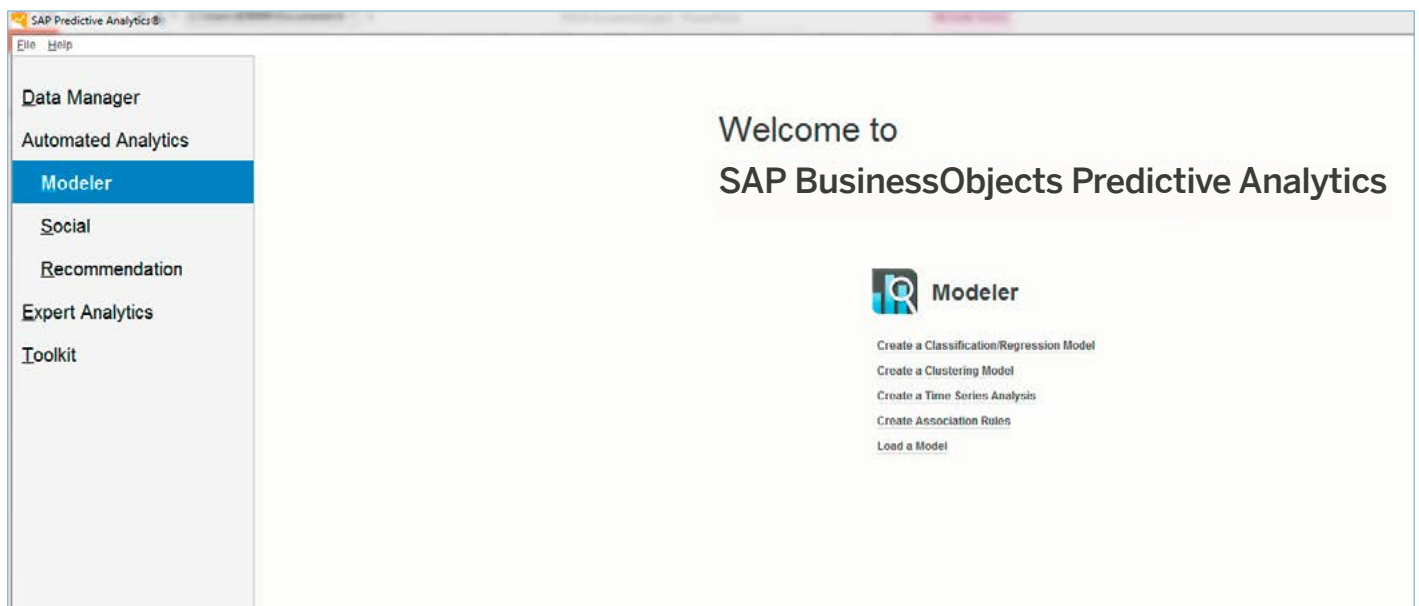 SAP Predictive Analytics®
File Help
Data Manager
Automated Analytics
Modeler
Social
Recommendation
Expert Analytics
Toolkit
Welcome to
SAP BusinessObjects Predictive Analytics
Modeler
Create a Classification/Regression Model
Create a Clustering Model
Create a Time Series Analysis
Create Association Rules
Load a Model